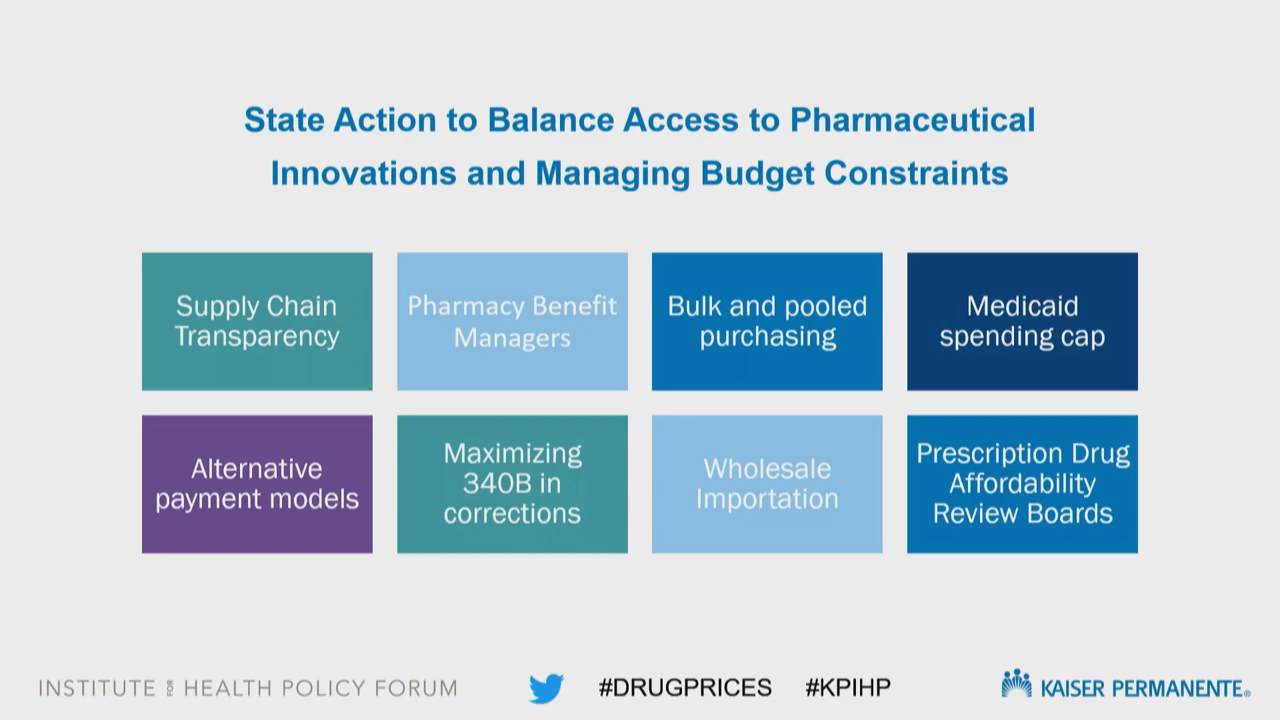 State Action to Balance Access to Pharmaceutical
Innovations and Managing Budget Constraints
Supply Chain
Transparency
Pharmacy Benefit
Managers
Bulk and pooled
purchasing
Medicaid
spending cap
Alternative
payment models
Maximizing
340B in
corrections
Wholesale
Importation
Prescription Drug
Affordability
Review Boards
INSTITUTE FOR HEALTH POLICY FORUM
#DRUGPRICES #KPIHP
KAISER PERMANENTE®